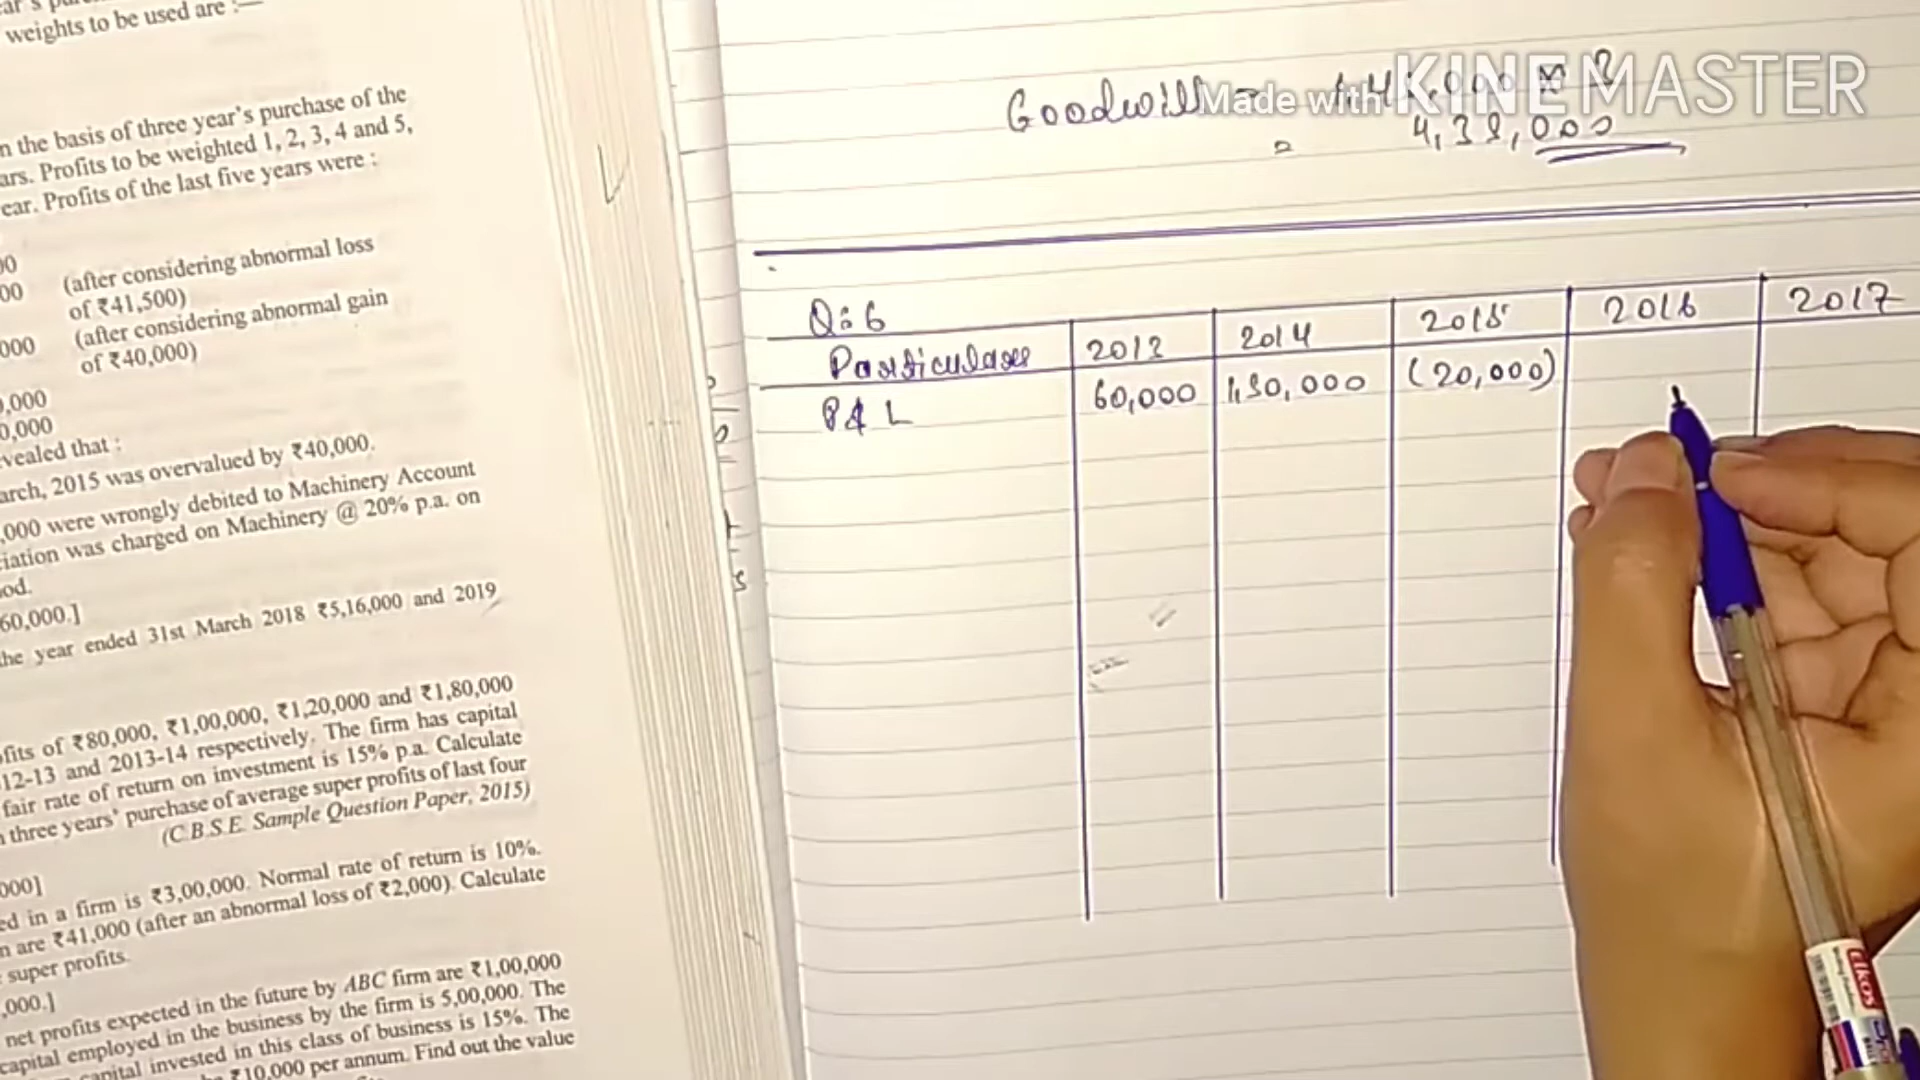 weights to be used are :—
n the basis of three year's purchase of the
ars. Profits to be weighted 1, 2, 3, 4 and 5,
ear. Profits of the last five years were :
00
00 (after considering abnormal loss
of ₹41,500)
000 (after considering abnormal gain
of ₹40,000)
,000
0,000
vealed that :
arch, 2015 was overvalued by ₹40,000.
,000 were wrongly debited to Machinery Account
iation was charged on Machinery @ 20% p.a. on
od.
60,000.]
he year ended 31st March 2018 ₹5,16,000 and 2019
fits of ₹80,000, ₹1,00,000, ₹1,20,000 and ₹1,80,000
12-13 and 2013-14 respectively. The firm has capital
fair rate of return on investment is 15% p.a. Calculate
three years' purchase of average super profits of last four
(C.B.S.E. Sample Question Paper, 2015)
000]
ed in a firm is ₹3,00,000. Normal rate of return is 10%.
n are ₹41,000 (after an abnormal loss of ₹2,000). Calculate
super profits.
,000.]
net profits expected in the future by ABC firm are ₹1,00,000
capital employed in the business by the firm is 5,00,000. The
capital invested in this class of business is 15%. The
₹10,000 per annum. Find out the value
Goodwill =
= 4,38,000
Made with KINEMASTER
Q:6
Particulars 2013 2014 2015 2016 2017
P & L 60,000 1,30,000 (20,000)
Elkos